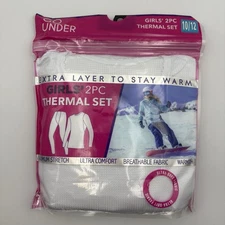 UNDER
GIRLS' 2PC
THERMAL SET
10/12
EXTRA LAYER TO STAY WARM
GIRLS' 2PC
THERMAL SET
STRETCH
ULTRA COMFORT
BREATHABLE FABRIC